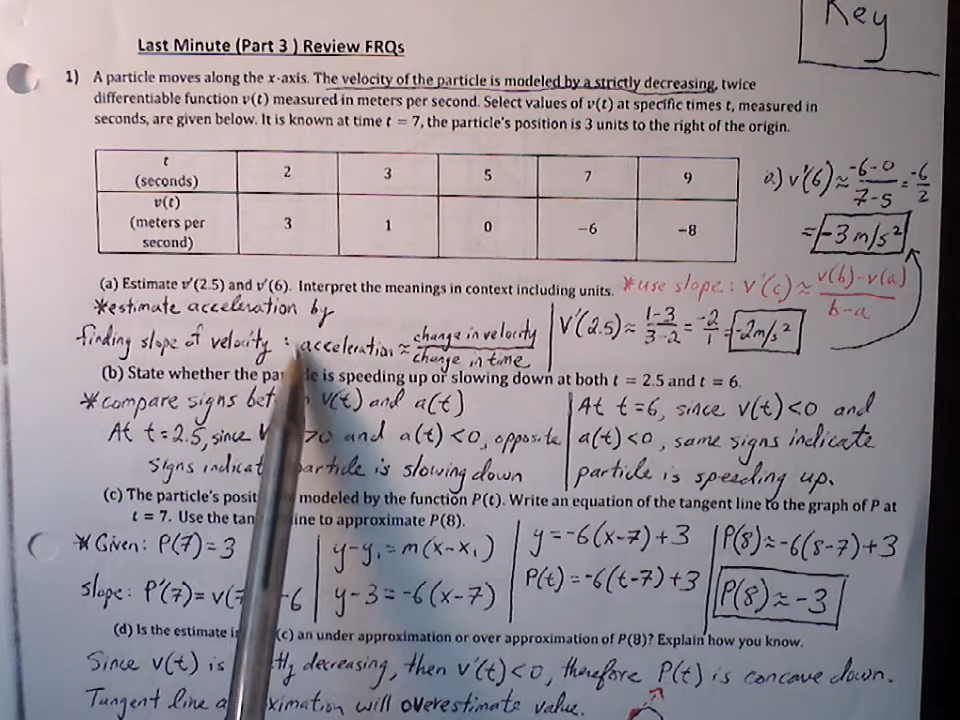 Key
Last Minute (Part 3 ) Review FRQs
1) A particle moves along the x-axis. The velocity of the particle is modeled by a strictly decreasing, twice
differentiable function v(t) measured in meters per second. Select values of v(t) at specific times t, measured in
seconds, are given below. It is known at time t = 7, the particle's position is 3 units to the right of the origin.
t (seconds) 2 3 5 7 9
v(t) (meters per second) 3 1 0 −6 −8
a) v'(6) ≈ -6-0/7-5 = -6/2
= -3 m/s²
(a) Estimate v'(2.5) and v'(6). Interpret the meanings in context including units.
*use slope: v'(c) ≈ v(b)-v(a)/b-a
*estimate acceleration by
finding slope of velocity : acceleration ≈ change in velocity/change in time
v'(2.5) ≈ 1-3/3-2 = -2/1 = -2 m/s²
(b) State whether the pa le is speeding up or slowing down at both t = 2.5 and t = 6.
*compare signs bet n v(t) and a(t)
At t=2.5, since v >0 and a(t)<0, opposite
signs indicat particle is slowing down
At t=6, since v(t)<0 and
a(t)<0, same signs indicate
particle is speeding up.
(c) The particle's posit modeled by the function P(t). Write an equation of the tangent line to the graph of P at
t = 7. Use the tan ine to approximate P(8).
*Given: P(7)=3
slope: P'(7)=v(7 -6
y-y₁=m(x-x₁)
y-3=-6(x-7)
y=-6(x-7)+3
P(t)=-6(t-7)+3
P(8)≈-6(8-7)+3
P(8)≈-3
(d) Is the estimate i (c) an under approximation or over approximation of P(8)? Explain how you know.
Since v(t) is tly decreasing, then v'(t)<0, therefore P(t) is concave down.
Tangent line a ximation will overestimate value.